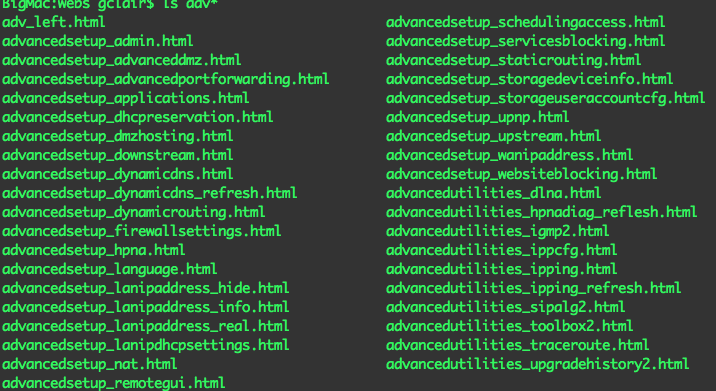 BigMac:webs gclair$ ls adv*
adv_left.html advancedsetup_schedulingaccess.html
advancedsetup_admin.html advancedsetup_servicesblocking.html
advancedsetup_advanceddmz.html advancedsetup_staticrouting.html
advancedsetup_advancedportforwarding.html advancedsetup_storagedeviceinfo.html
advancedsetup_applications.html advancedsetup_storageuseraccountcfg.html
advancedsetup_dhcpreservation.html advancedsetup_upnp.html
advancedsetup_dmzhosting.html advancedsetup_upstream.html
advancedsetup_downstream.html advancedsetup_wanipaddress.html
advancedsetup_dynamicdns.html advancedsetup_websiteblocking.html
advancedsetup_dynamicdns_refresh.html advancedutilities_dlna.html
advancedsetup_dynamicrouting.html advancedutilities_hpnadiag_reflesh.html
advancedsetup_firewallsettings.html advancedutilities_igmp2.html
advancedsetup_hpna.html advancedutilities_ippcfg.html
advancedsetup_language.html advancedutilities_ipping.html
advancedsetup_lanipaddress_hide.html advancedutilities_ipping_refresh.html
advancedsetup_lanipaddress_info.html advancedutilities_sipalg2.html
advancedsetup_lanipaddress_real.html advancedutilities_toolbox2.html
advancedsetup_lanipdhcpsettings.html advancedutilities_traceroute.html
advancedsetup_nat.html advancedutilities_upgradehistory2.html
advancedsetup_remotegui.html